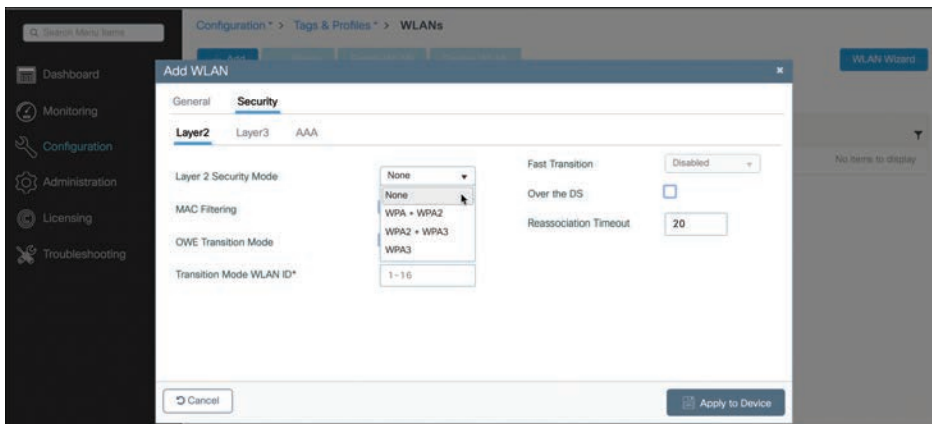 Search Menu Items
Configuration > Tags & Profiles > WLANs
Add
WLAN Wizard
Dashboard
Monitoring
Configuration
Administration
Licensing
Troubleshooting
Add WLAN
General Security
Layer2 Layer3 AAA
Layer 2 Security Mode None
None
WPA + WPA2
WPA2 + WPA3
WPA3
MAC Filtering
OWE Transition Mode
Transition Mode WLAN ID* 1-16
Fast Transition Disabled
Over the DS
Reassociation Timeout 20
No items to display
Cancel Apply to Device